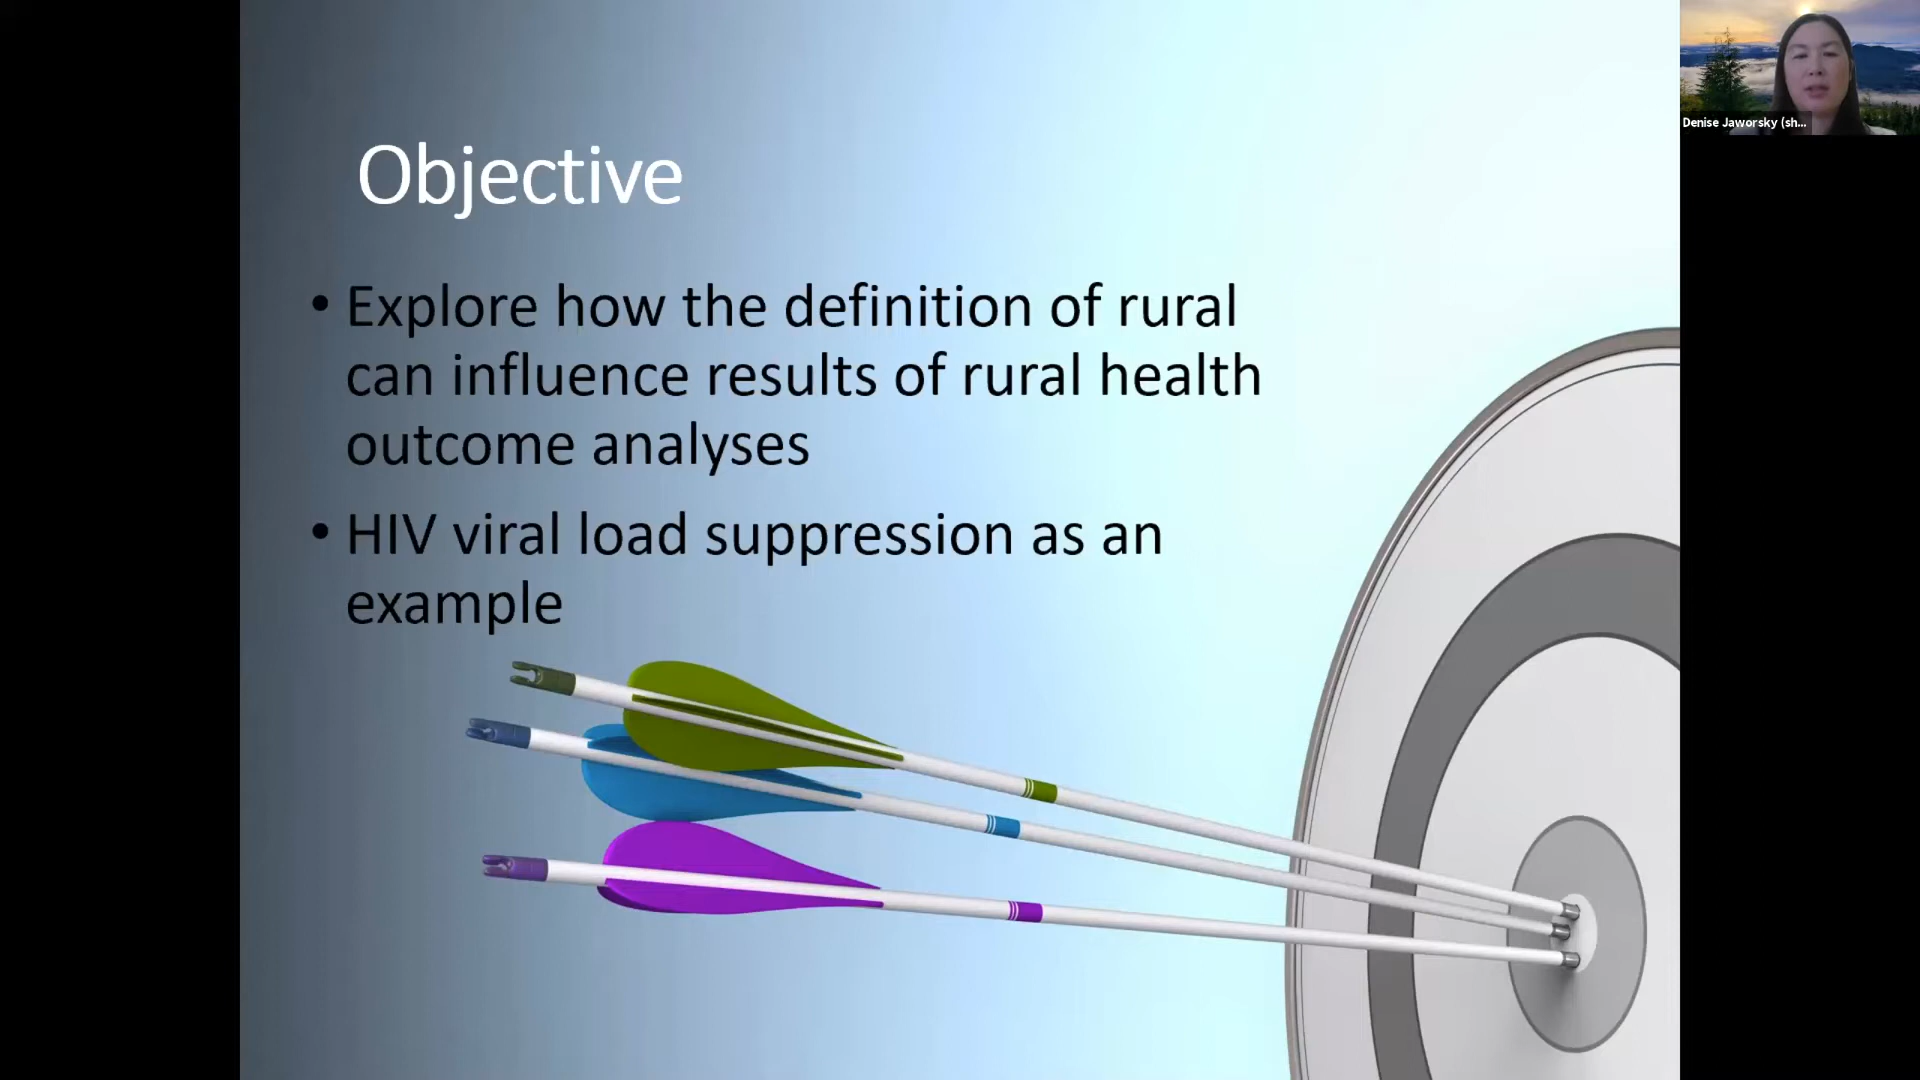 Objective
• Explore how the definition of rural
can influence results of rural health
outcome analyses
• HIV viral load suppression as an
example
Denise Jaworsky (sh...